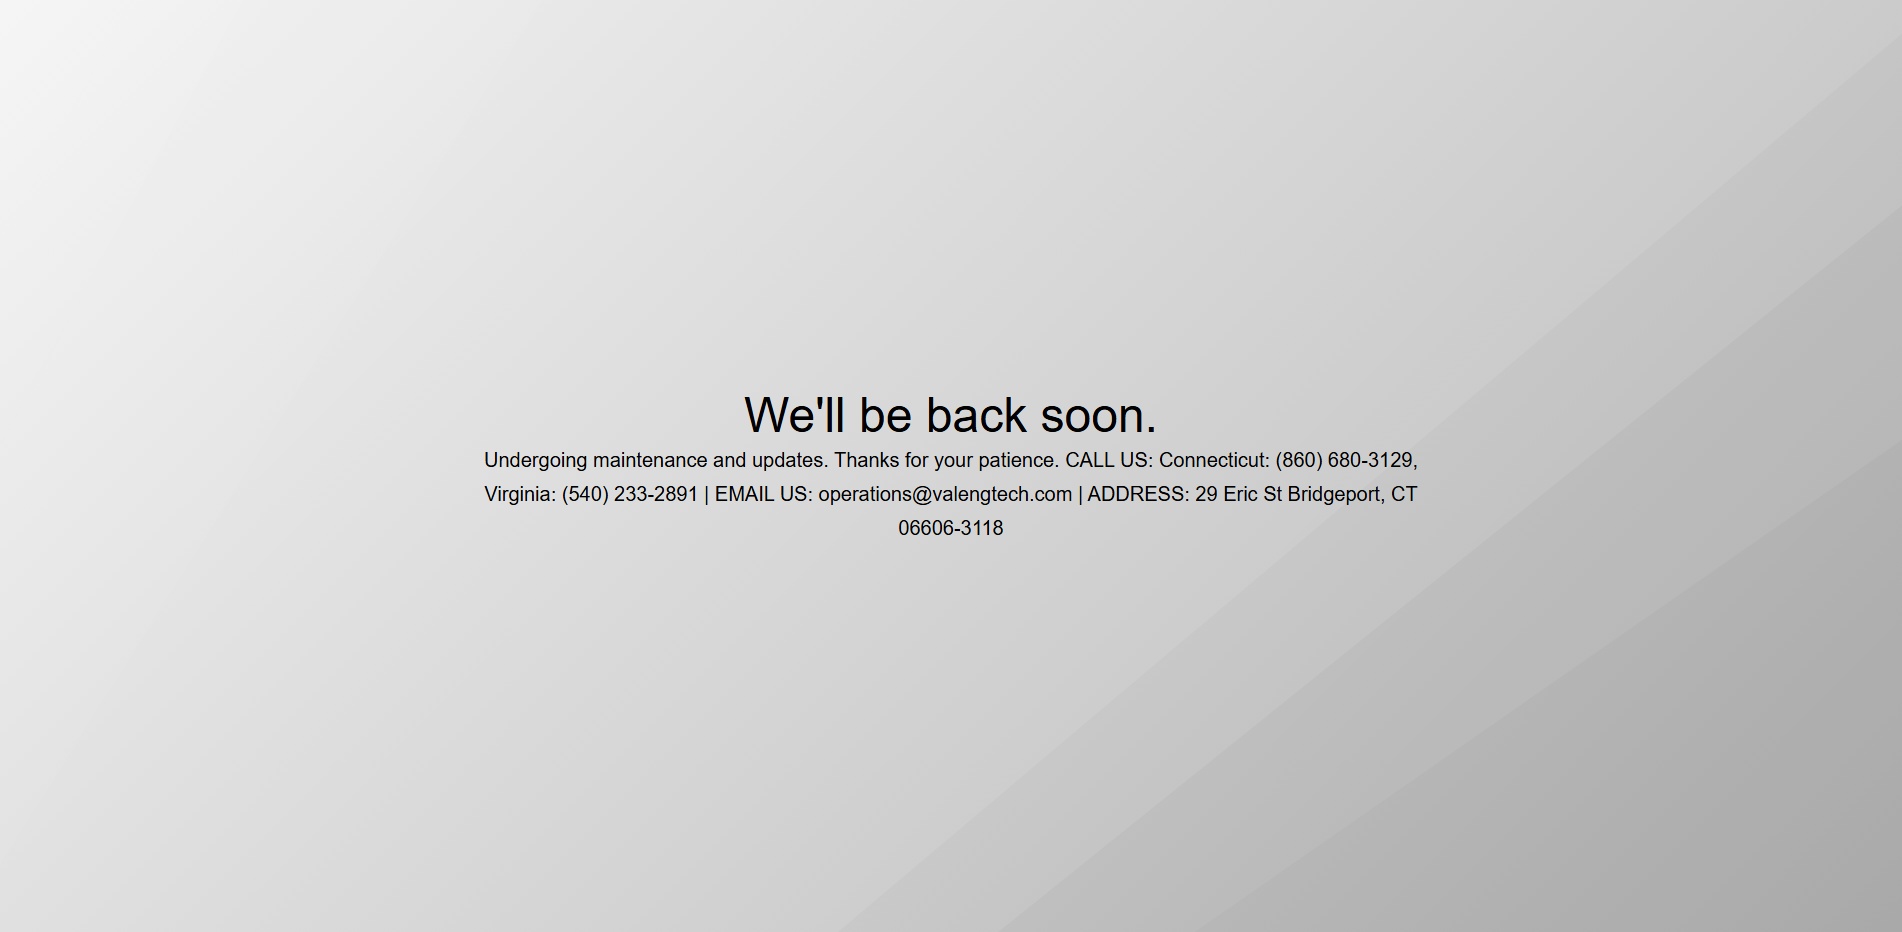 We'll be back soon.
Undergoing maintenance and updates. Thanks for your patience. CALL US: Connecticut: (860) 680-3129,
Virginia: (540) 233-2891 | EMAIL US: operations@valengtech.com | ADDRESS: 29 Eric St Bridgeport, CT
06606-3118